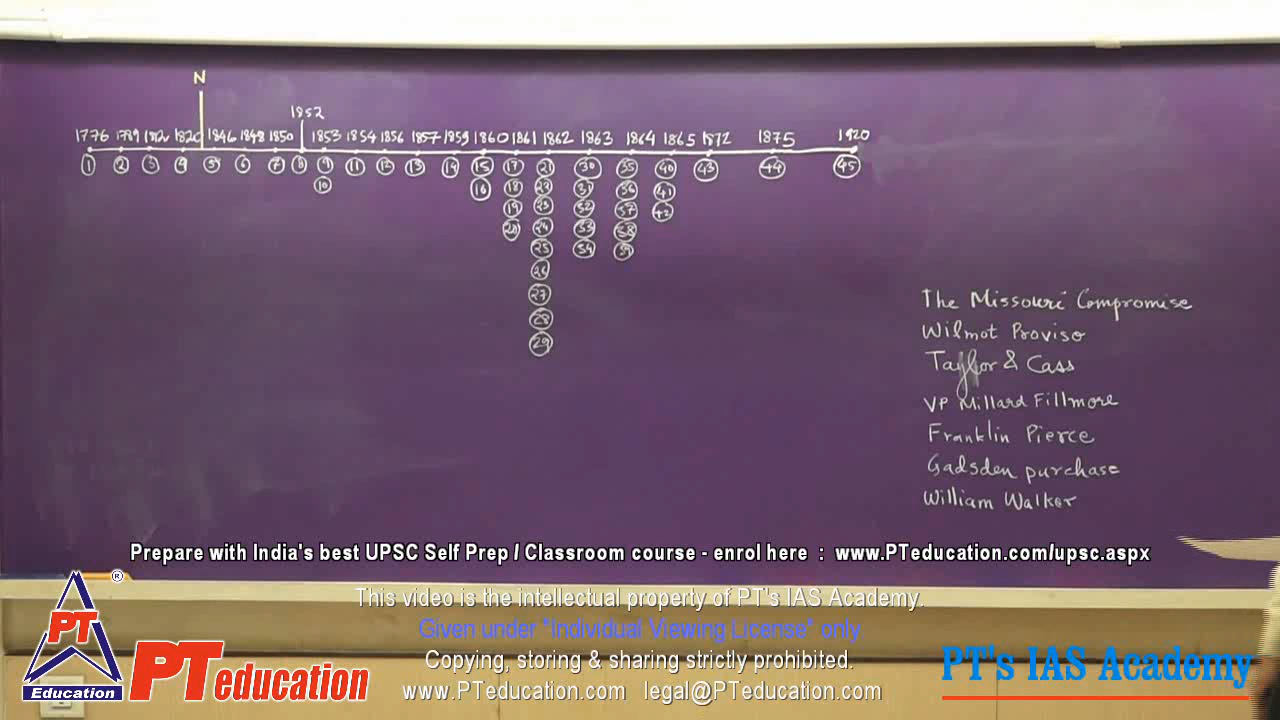 N
1852
1776 1789 1820 1846 1848 1850 1853 1854 1856 1857 1859 1860 1861 1862 1863 1864 1865 1872 1875 1920
1 2 3 4 5 6 7 8 9 11 12 13 14 15 17 21 30 35 40 43 44 45
10 16 18 22 31 36 41
19 23 32 37 42
20 24 33 38
25 34 39
26
27
28
29
The Missouri Compromise
Wilmot Proviso
Taylor & Cass
VP Millard Fillmore
Franklin Pierce
Gadsden purchase
William Walker
Prepare with India's best UPSC Self Prep / Classroom course - enrol here : www.PTeducation.com/upsc.aspx
This video is the intellectual property of PT's IAS Academy.
Given under "Individual Viewing License" only
Copying, storing & sharing strictly prohibited.
www.PTeducation.com legal@PTeducation.com
PT
Education
®
PT education
PT's IAS Academy